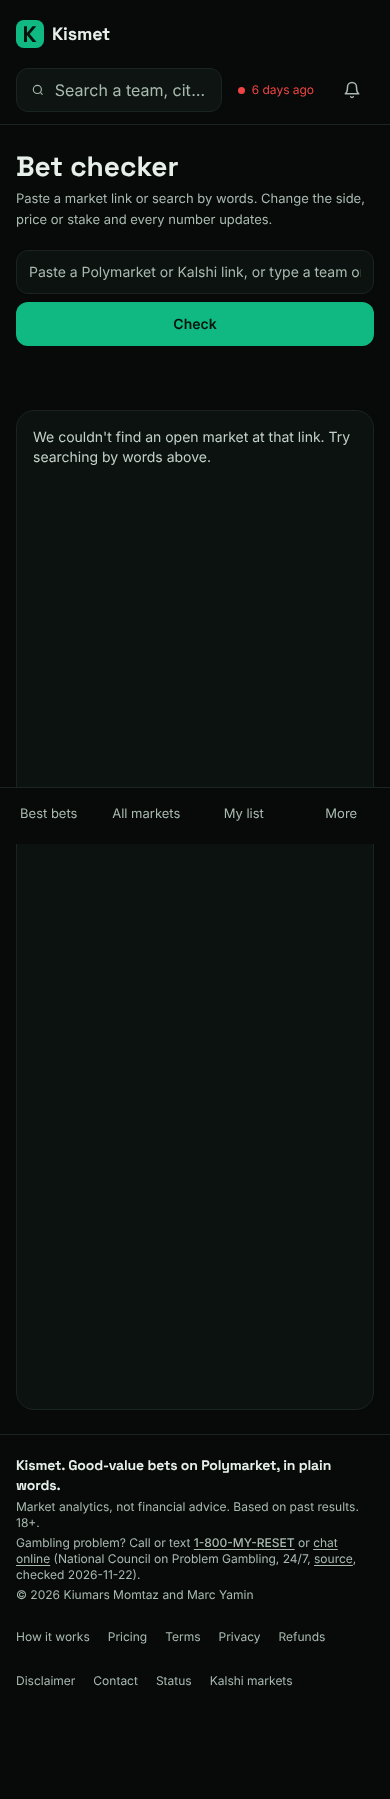 Kismet
Search a team, cit...
6 days ago
Bet checker
Paste a market link or search by words. Change the side,
price or stake and every number updates.
Paste a Polymarket or Kalshi link, or type a team o
Check
We couldn't find an open market at that link. Try
searching by words above.
Best bets
All markets
My list
More
Kismet. Good-value bets on Polymarket, in plain
words.
Market analytics, not financial advice. Based on past results.
18+.
Gambling problem? Call or text 1-800-MY-RESET or chat
online (National Council on Problem Gambling, 24/7, source,
checked 2026-11-22).
© 2026 Kiumars Momtaz and Marc Yamin
How it works Pricing Terms Privacy Refunds
Disclaimer Contact Status Kalshi markets